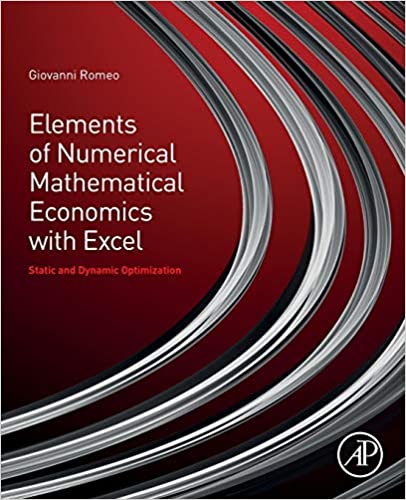 Giovanni Romeo
Elements
of Numerical
Mathematical
Economics
with Excel
Static and Dynamic Optimization
AP